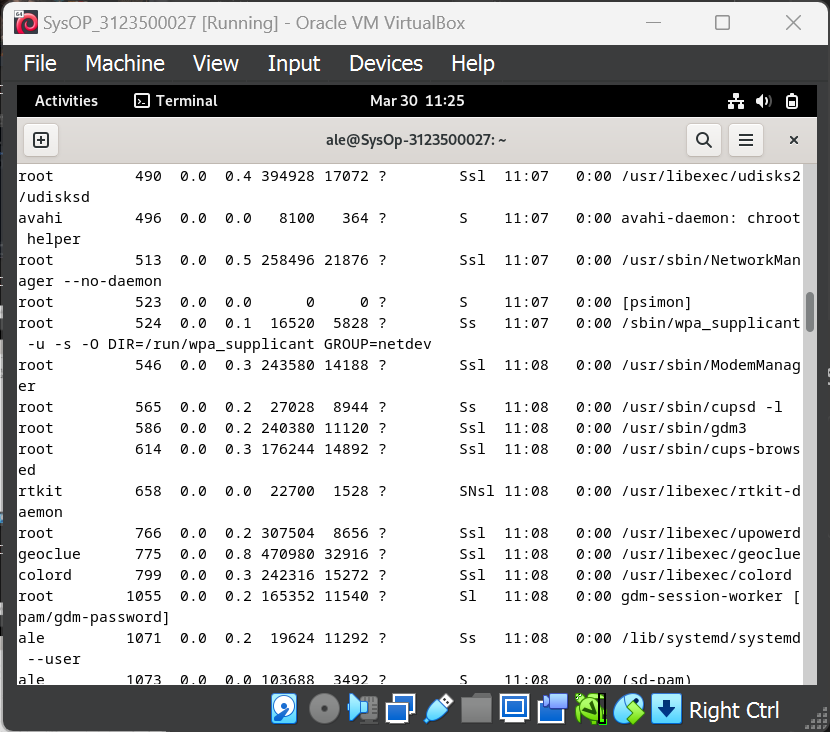 SysOP_3123500027 [Running] - Oracle VM VirtualBox
File Machine View Input Devices Help
Activities Terminal Mar 30 11:25
ale@SysOp-3123500027: ~
root 490 0.0 0.4 394928 17072 ? Ssl 11:07 0:00 /usr/libexec/udisks2
/udisksd
avahi 496 0.0 0.0 8100 364 ? S 11:07 0:00 avahi-daemon: chroot
helper
root 513 0.0 0.5 258496 21876 ? Ssl 11:07 0:00 /usr/sbin/NetworkMan
ager --no-daemon
root 523 0.0 0.0 0 0 ? S 11:07 0:00 [psimon]
root 524 0.0 0.1 16520 5828 ? Ss 11:07 0:00 /sbin/wpa_supplicant
-u -s -O DIR=/run/wpa_supplicant GROUP=netdev
root 546 0.0 0.3 243580 14188 ? Ssl 11:08 0:00 /usr/sbin/ModemManag
er
root 565 0.0 0.2 27028 8944 ? Ss 11:08 0:00 /usr/sbin/cupsd -l
root 586 0.0 0.2 240380 11120 ? Ssl 11:08 0:00 /usr/sbin/gdm3
root 614 0.0 0.3 176244 14892 ? Ssl 11:08 0:00 /usr/sbin/cups-brows
ed
rtkit 658 0.0 0.0 22700 1528 ? SNsl 11:08 0:00 /usr/libexec/rtkit-d
aemon
root 766 0.0 0.2 307504 8656 ? Ssl 11:08 0:00 /usr/libexec/upowerd
geoclue 775 0.0 0.8 470980 32916 ? Ssl 11:08 0:00 /usr/libexec/geoclue
colord 799 0.0 0.3 242316 15272 ? Ssl 11:08 0:00 /usr/libexec/colord
root 1055 0.0 0.2 165352 11540 ? Sl 11:08 0:00 gdm-session-worker [
pam/gdm-password]
ale 1071 0.0 0.2 19624 11292 ? Ss 11:08 0:00 /lib/systemd/systemd
--user
ale 1073 0.0 0.0 103688 3492 ? S 11:08 0:00 (sd-pam)
Right Ctrl